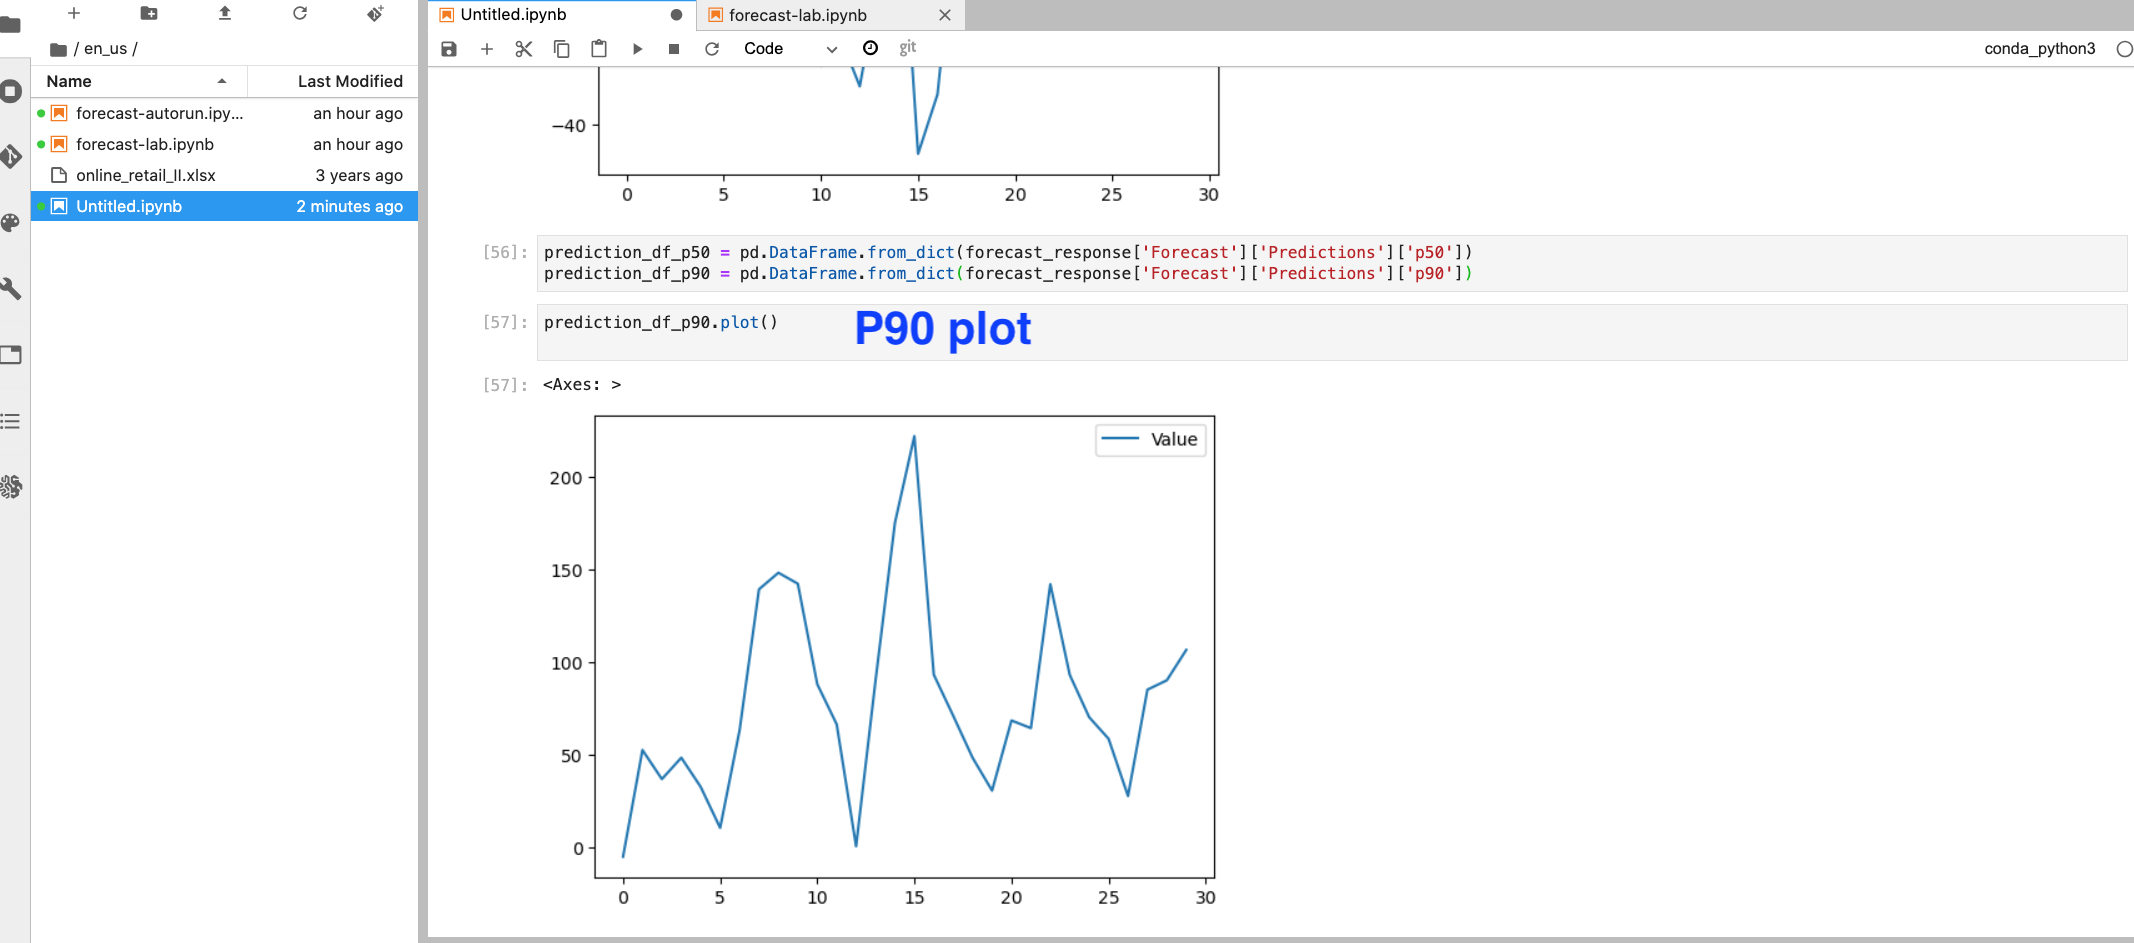 Untitled.ipynb
forecast-lab.ipynb
/ en_us /
Code
git
conda_python3
Name Last Modified
forecast-autorun.ipy... an hour ago
forecast-lab.ipynb an hour ago
online_retail_II.xlsx 3 years ago
Untitled.ipynb 2 minutes ago
−40
0 5 10 15 20 25 30
[56]: prediction_df_p50 = pd.DataFrame.from_dict(forecast_response['Forecast']['Predictions']['p50'])
prediction_df_p90 = pd.DataFrame.from_dict(forecast_response['Forecast']['Predictions']['p90'])
[57]: prediction_df_p90.plot()
P90 plot
[57]: <Axes: >
Value
200
150
100
50
0
0 5 10 15 20 25 30